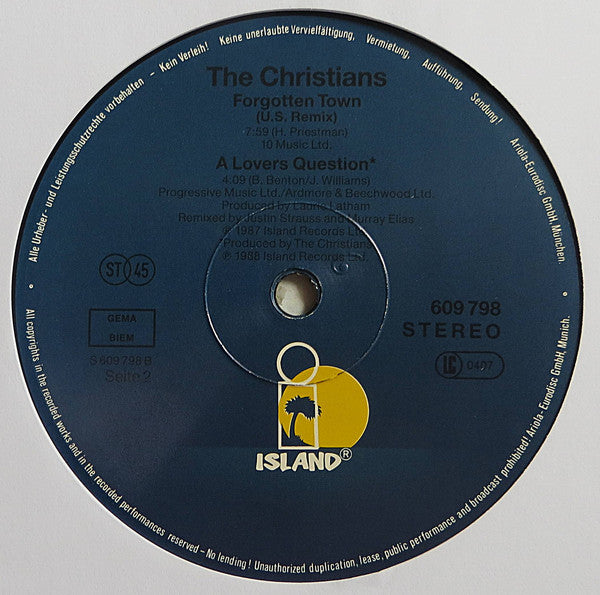 Alle Urheber- und Leistungsschutzrechte vorbehalten – Kein Verleih! Keine unerlaubte Vervielfältigung, Vermietung, Aufführung, Sendung!
Ariola-Eurodisc GmbH, München.
The Christians
Forgotten Town
(U.S. Remix)
7:59 (H. Priestman)
10 Music Ltd.
A Lovers Question*
4:09 (B. Benton/J. Williams)
Progressive Music Ltd./Ardmore & Beechwood Ltd.
Produced by Laurie Latham
Remixed by Justin Strauss and Murray Elias
℗ 1987 Island Records Ltd.
*Produced by The Christians
℗ 1988 Island Records Ltd.
ST 45
GEMA
BIEM
S 609 798 B
Seite 2
609 798
STEREO
LC 0407
ISLAND®
All copyrights in the recorded works and in the recorded performances reserved – No lending! Unauthorized duplication, lease, public performance and broadcast prohibited! Ariola-Eurodisc GmbH, Munich.